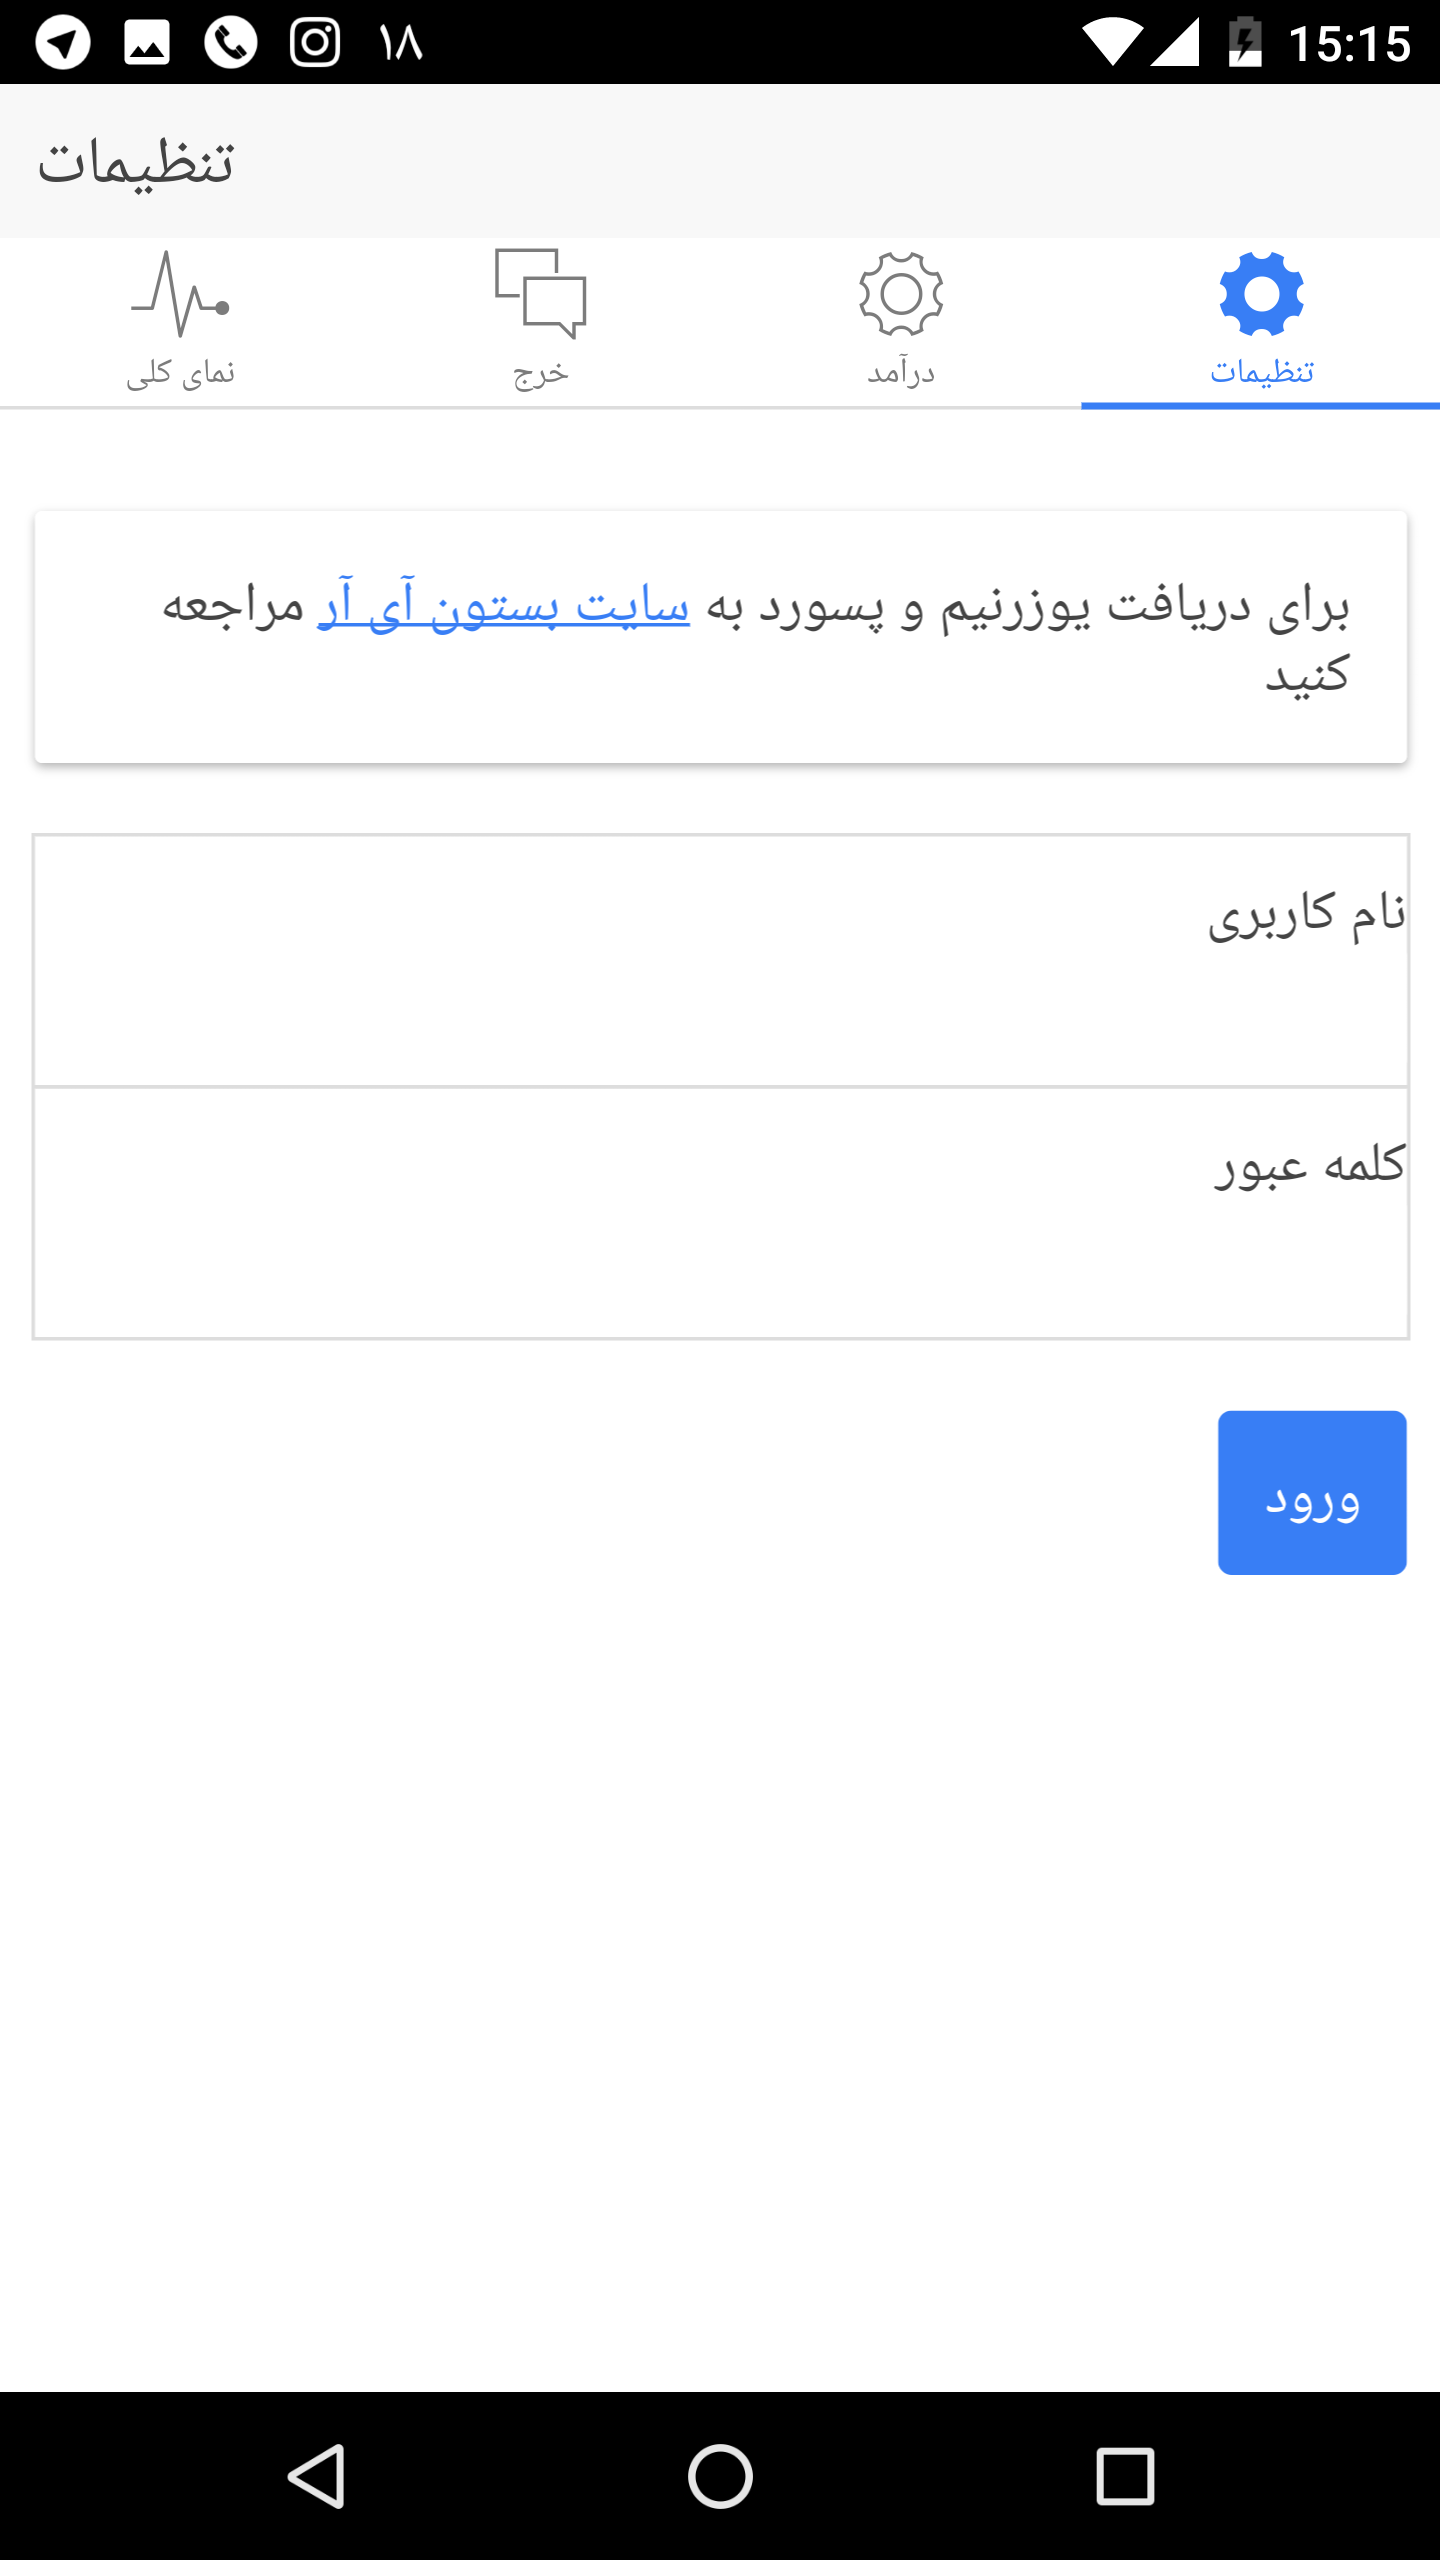 ۱۸
15:15
تنظیمات
تنظیمات
درآمد
خرج
نمای کلی
برای دریافت یوزرنیم و پسورد به سایت بستون آی آر مراجعه
کنید
نام کاربری
کلمه عبور
ورود